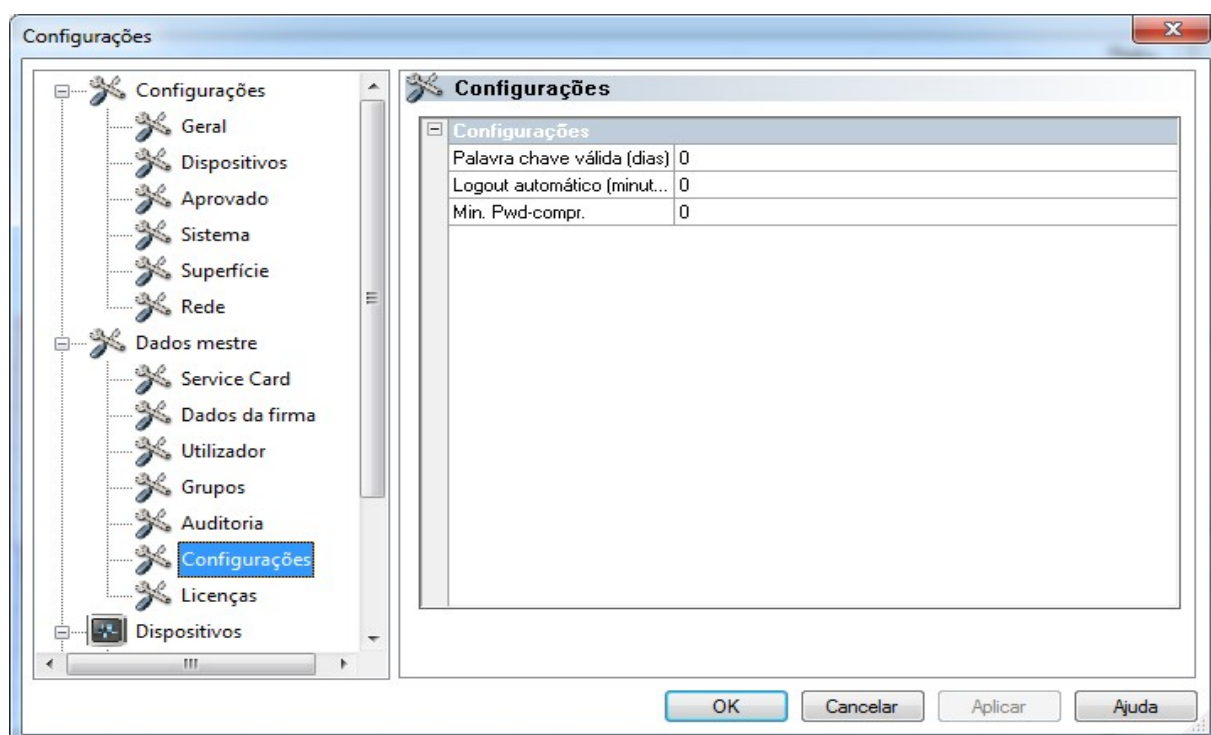 Configurações
Configurações
Geral
Dispositivos
Aprovado
Sistema
Superfície
Rede
Dados mestre
Service Card
Dados da firma
Utilizador
Grupos
Auditoria
Configurações
Licenças
Dispositivos
Configurações
Configurações
Palavra chave válida (dias) 0
Logout automático (minut... 0
Min. Pwd-compr. 0
OK Cancelar Aplicar Ajuda